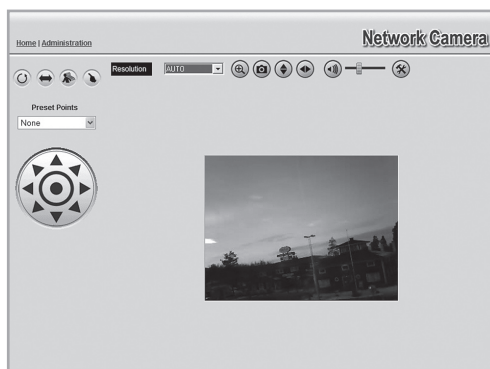 Network Camera
Home | Administration
Resolution AUTO
Preset Points
None